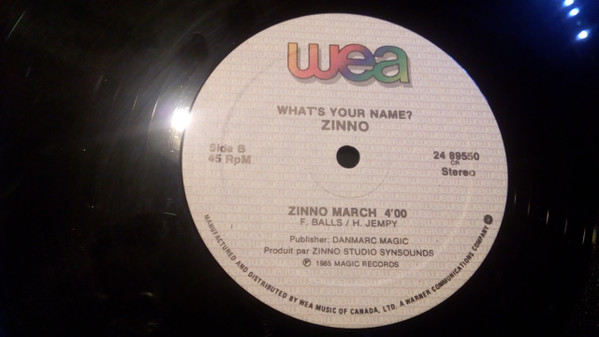 wea
WHAT'S YOUR NAME?
ZINNO
Side B
45 RpM
24 89550
CR
Stereo
ZINNO MARCH 4'00
F. BALLS / H. JEMPY
Publisher: DANMARC MAGIC
Produit par ZINNO STUDIO SYNSOUNDS
℗ 1985 MAGIC RECORDS
MANUFACTURED AND DISTRIBUTED BY WEA MUSIC OF CANADA, LTD. A WARNER COMMUNICATIONS COMPANY